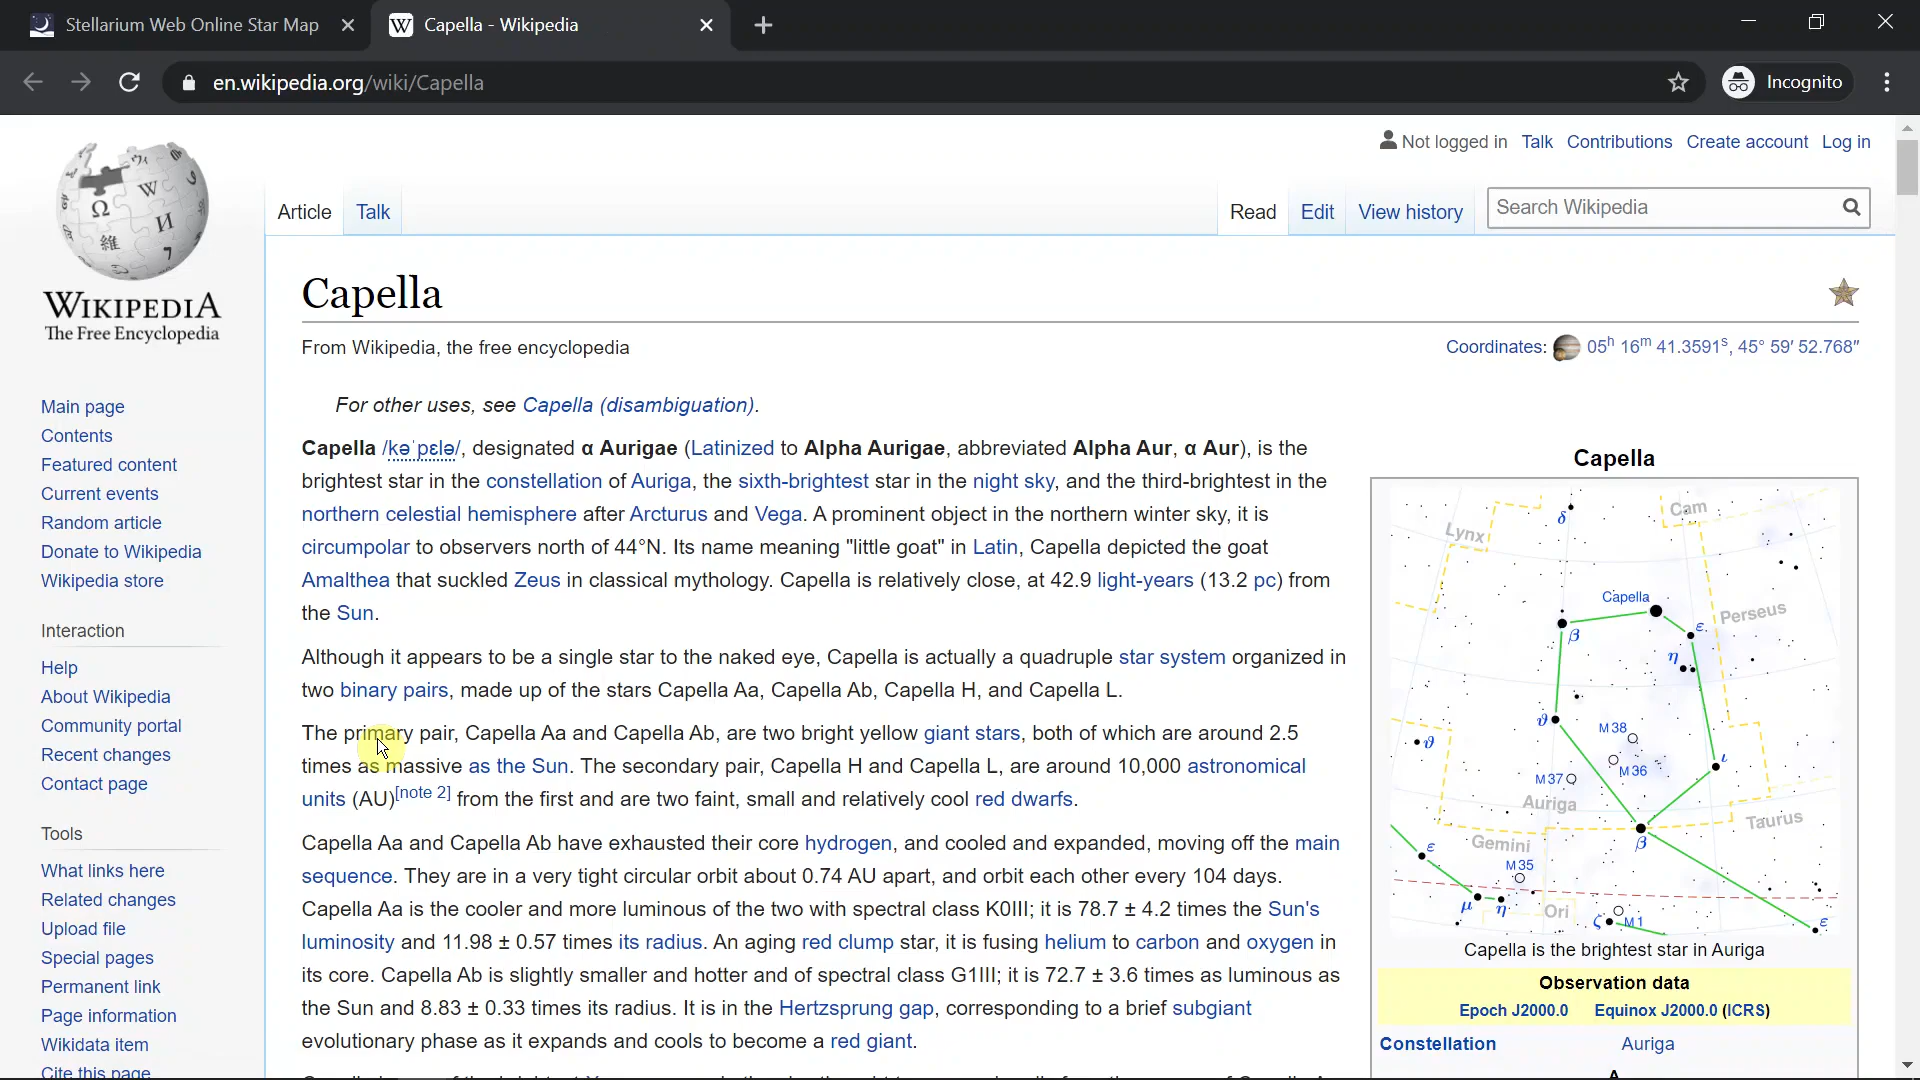 Stellarium Web Online Star Map
Capella - Wikipedia
en.wikipedia.org/wiki/Capella
Incognito
Not logged in Talk Contributions Create account Log in
Article Talk
Read Edit View history
Search Wikipedia
WIKIPEDIA
The Free Encyclopedia
Main page
Contents
Featured content
Current events
Random article
Donate to Wikipedia
Wikipedia store
Interaction
Help
About Wikipedia
Community portal
Recent changes
Contact page
Tools
What links here
Related changes
Upload file
Special pages
Permanent link
Page information
Wikidata item
Cite this page
Capella
From Wikipedia, the free encyclopedia
Coordinates: 05h 16m 41.3591s, 45° 59′ 52.768″
For other uses, see Capella (disambiguation).
Capella /kəˈpɛlə/, designated α Aurigae (Latinized to Alpha Aurigae, abbreviated Alpha Aur, α Aur), is the
brightest star in the constellation of Auriga, the sixth-brightest star in the night sky, and the third-brightest in the
northern celestial hemisphere after Arcturus and Vega. A prominent object in the northern winter sky, it is
circumpolar to observers north of 44°N. Its name meaning "little goat" in Latin, Capella depicted the goat
Amalthea that suckled Zeus in classical mythology. Capella is relatively close, at 42.9 light-years (13.2 pc) from
the Sun.
Although it appears to be a single star to the naked eye, Capella is actually a quadruple star system organized in
two binary pairs, made up of the stars Capella Aa, Capella Ab, Capella H, and Capella L.
The primary pair, Capella Aa and Capella Ab, are two bright yellow giant stars, both of which are around 2.5
times as massive as the Sun. The secondary pair, Capella H and Capella L, are around 10,000 astronomical
units (AU)[note 2] from the first and are two faint, small and relatively cool red dwarfs.
Capella Aa and Capella Ab have exhausted their core hydrogen, and cooled and expanded, moving off the main
sequence. They are in a very tight circular orbit about 0.74 AU apart, and orbit each other every 104 days.
Capella Aa is the cooler and more luminous of the two with spectral class K0III; it is 78.7 ± 4.2 times the Sun's
luminosity and 11.98 ± 0.57 times its radius. An aging red clump star, it is fusing helium to carbon and oxygen in
its core. Capella Ab is slightly smaller and hotter and of spectral class G1III; it is 72.7 ± 3.6 times as luminous as
the Sun and 8.83 ± 0.33 times its radius. It is in the Hertzsprung gap, corresponding to a brief subgiant
evolutionary phase as it expands and cools to become a red giant.
Capella
δ
Cam
Lynx
Capella
Perseus
β
ε
η
ϑ
M 38
ϑ
M 36
ι
M 37
Auriga
Taurus
β
Gemini
ε
M 35
μ
η
Ori
ζ
M 1
ε
Capella is the brightest star in Auriga
Observation data
Epoch J2000.0 Equinox J2000.0 (ICRS)
Constellation Auriga